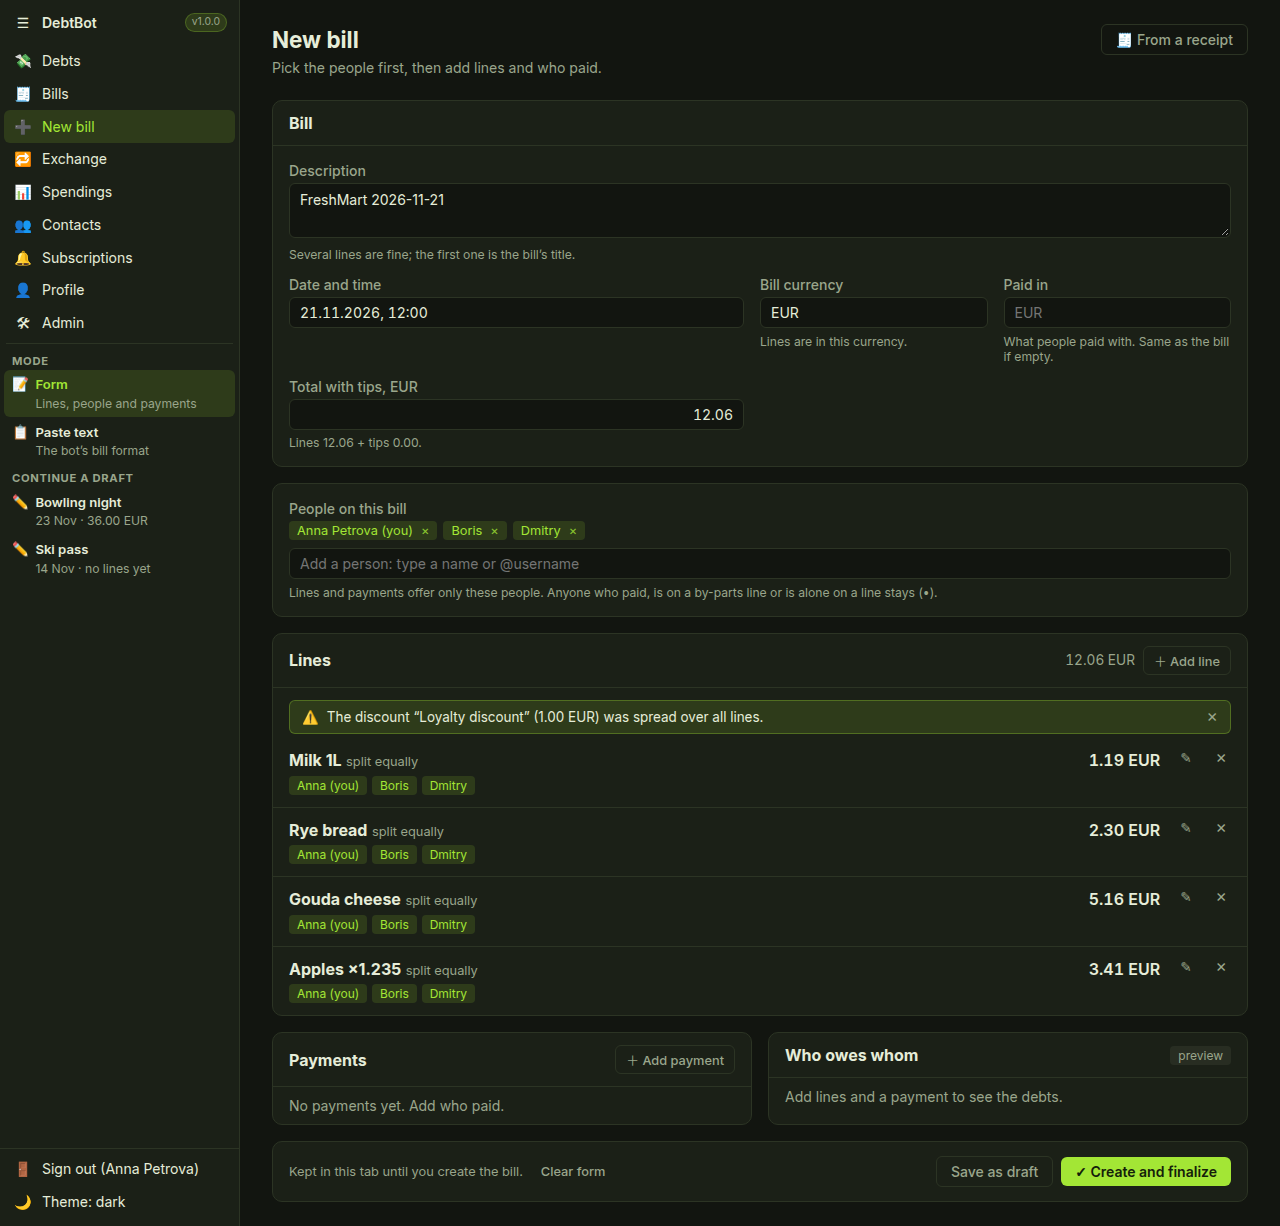 ☰ DebtBot v1.0.0
Debts
Bills
New bill
Exchange
Spendings
Contacts
Subscriptions
Profile
Admin
MODE
Form
Lines, people and payments
Paste text
The bot's bill format
CONTINUE A DRAFT
Bowling night
23 Nov · 36.00 EUR
Ski pass
14 Nov · no lines yet
Sign out (Anna Petrova)
Theme: dark
New bill
From a receipt
Pick the people first, then add lines and who paid.
Bill
Description
FreshMart 2026-11-21
Several lines are fine; the first one is the bill's title.
Date and time
21.11.2026, 12:00
Bill currency
EUR
Lines are in this currency.
Paid in
EUR
What people paid with. Same as the bill
if empty.
Total with tips, EUR
12.06
Lines 12.06 + tips 0.00.
People on this bill
Anna Petrova (you) × Boris × Dmitry ×
Add a person: type a name or @username
Lines and payments offer only these people. Anyone who paid, is on a by-parts line or is alone on a line stays (•).
Lines 12.06 EUR + Add line
The discount “Loyalty discount” (1.00 EUR) was spread over all lines. ×
Milk 1L split equally 1.19 EUR ✎ ×
Anna (you) Boris Dmitry
Rye bread split equally 2.30 EUR ✎ ×
Anna (you) Boris Dmitry
Gouda cheese split equally 5.16 EUR ✎ ×
Anna (you) Boris Dmitry
Apples ×1.235 split equally 3.41 EUR ✎ ×
Anna (you) Boris Dmitry
Payments + Add payment
No payments yet. Add who paid.
Who owes whom preview
Add lines and a payment to see the debts.
Kept in this tab until you create the bill. Clear form Save as draft ✓ Create and finalize